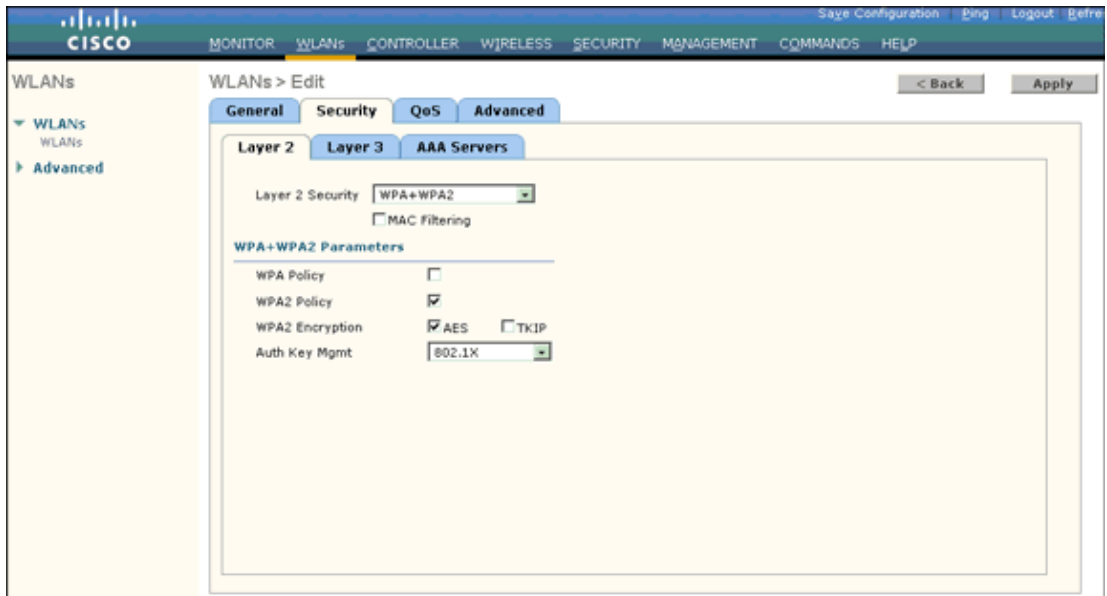 Save Configuration Ping Logout Refre
CISCO MONITOR WLANs CONTROLLER WIRELESS SECURITY MANAGEMENT COMMANDS HELP
WLANs
WLANs
WLANs
Advanced
WLANs > Edit
< Back Apply
General Security QoS Advanced
Layer 2 Layer 3 AAA Servers
Layer 2 Security WPA+WPA2
MAC Filtering
WPA+WPA2 Parameters
WPA Policy
WPA2 Policy
WPA2 Encryption AES TKIP
Auth Key Mgmt 802.1X